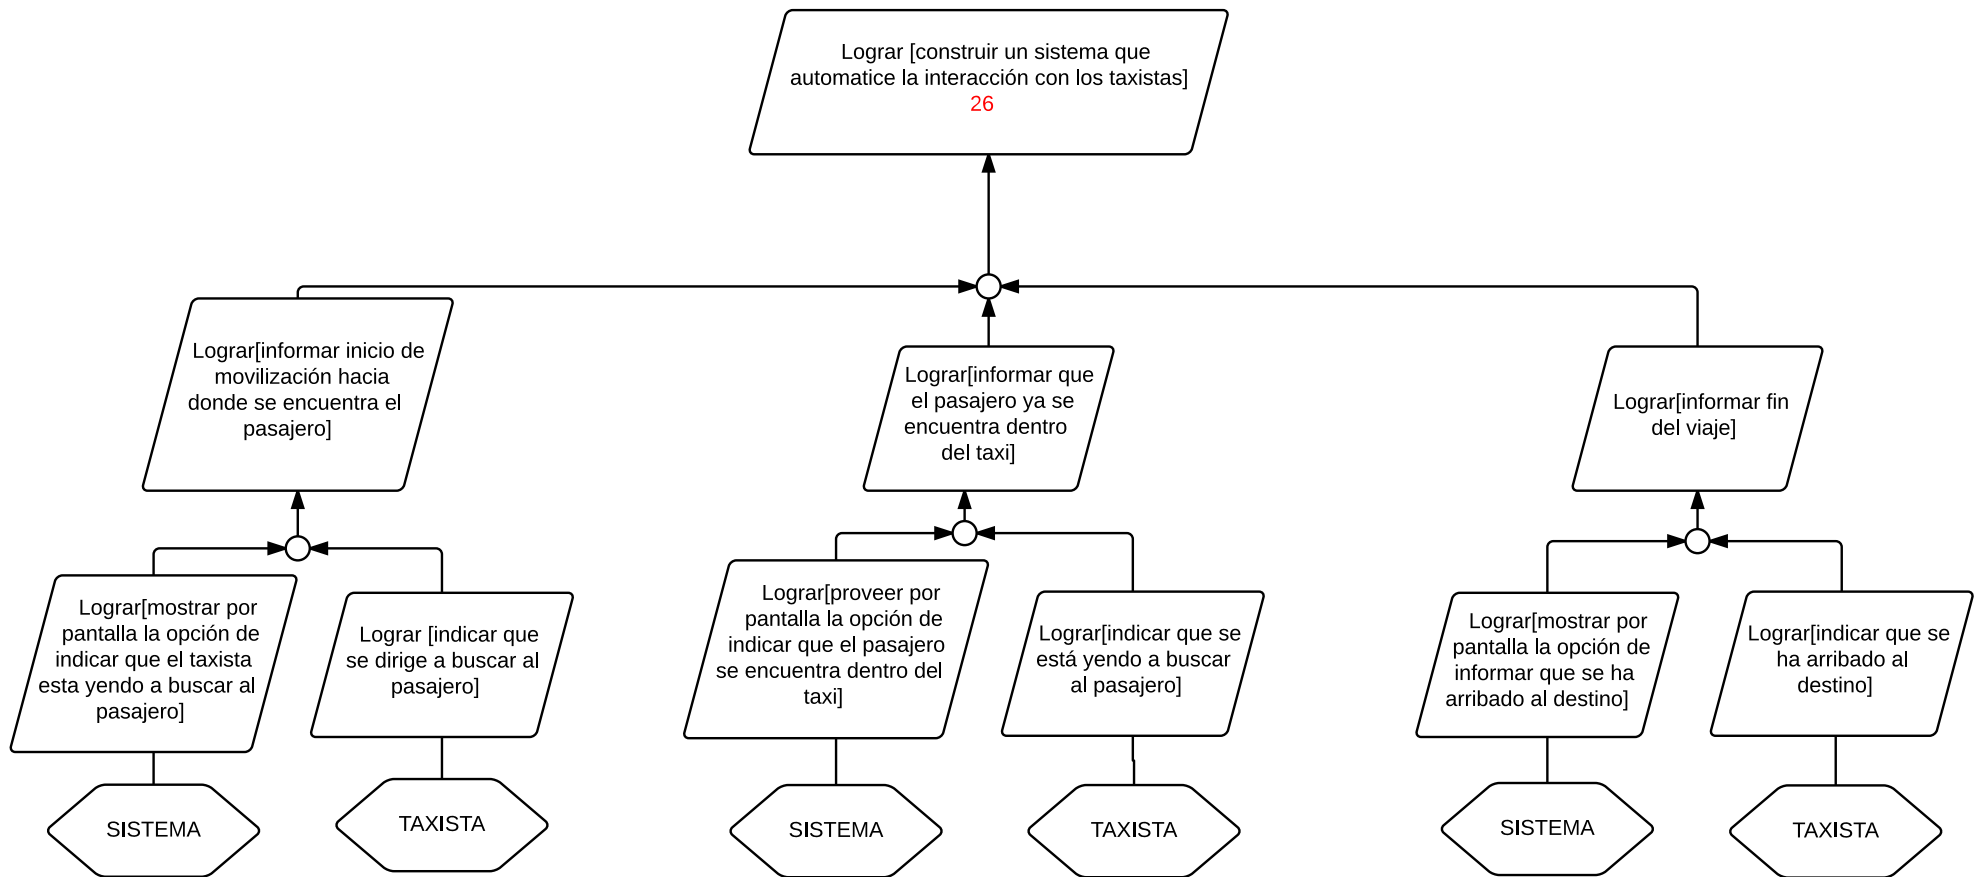 Lograr [construir un sistema que
automatice la interacción con los taxistas]
26
Lograr[informar inicio de
movilización hacia
donde se encuentra el
pasajero]
Lograr[informar que
el pasajero ya se
encuentra dentro
del taxi]
Lograr[informar fin
del viaje]
Lograr[mostrar por
pantalla la opción de
indicar que el taxista
esta yendo a buscar al
pasajero]
Lograr [indicar que
se dirige a buscar al
pasajero]
Lograr[proveer por
pantalla la opción de
indicar que el pasajero
se encuentra dentro del
taxi]
Lograr[indicar que se
está yendo a buscar
al pasajero]
Lograr[mostrar por
pantalla la opción de
informar que se ha
arribado al destino]
Lograr[indicar que se
ha arribado al
destino]
SISTEMA
TAXISTA
SISTEMA
TAXISTA
SISTEMA
TAXISTA